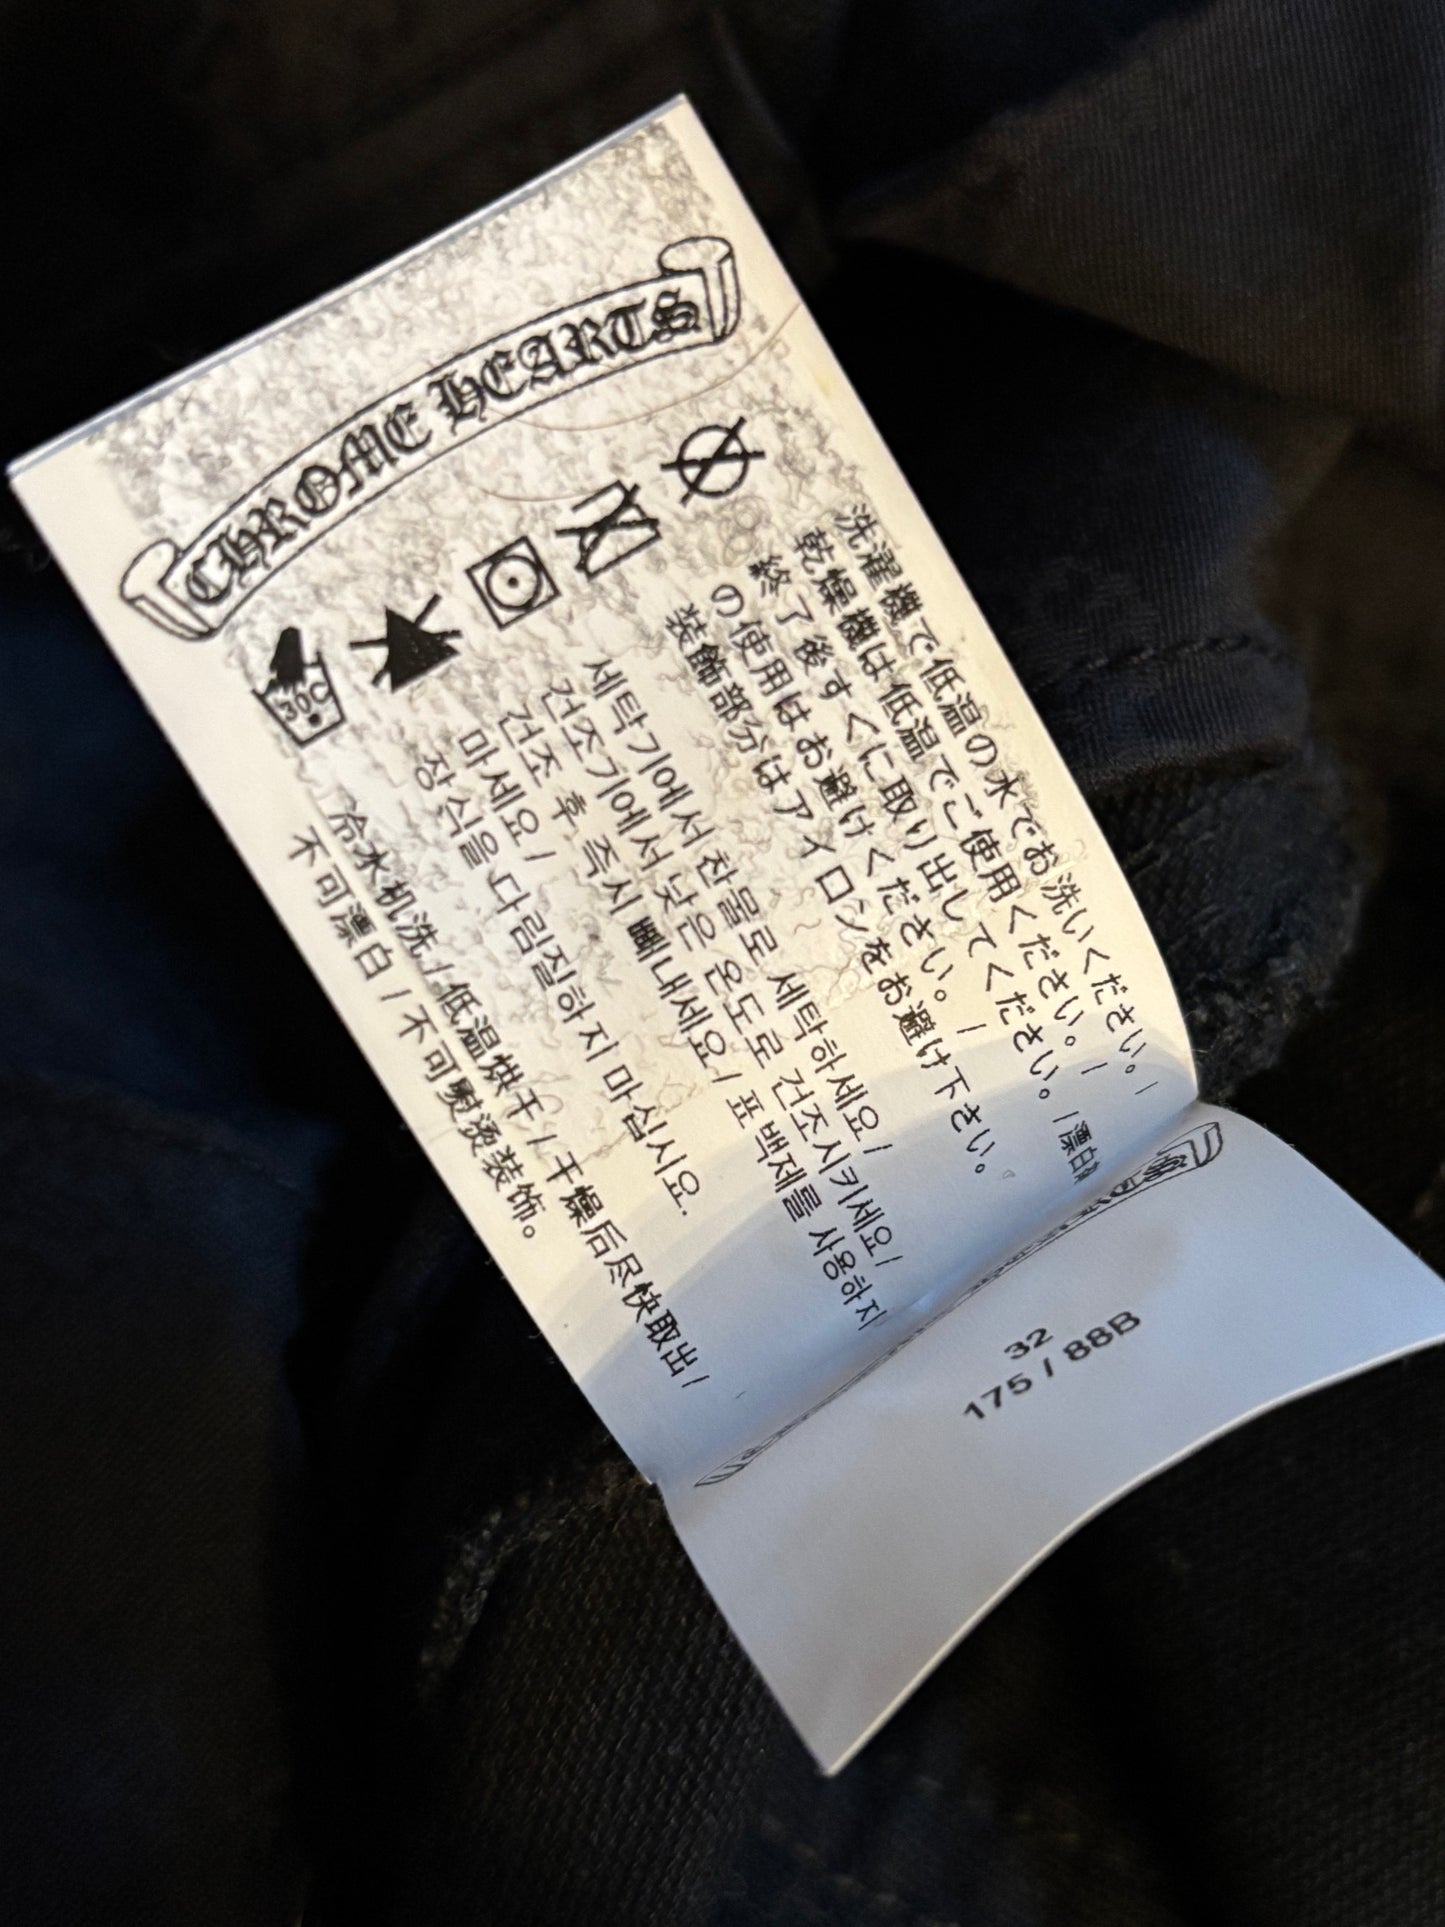 CHROME HEARTS
30C
洗濯機で低温の水でお洗いください。/
乾燥機は低温でご使用ください。/
終了後すぐに取り出してください。/漂白剤
の使用はお避けください。/
装飾部分はアイロンをお避け下さい。
세탁기에서 찬물로 세탁하세요/
건조기에서 낮은 온도로 건조시키세요/
건조 후, 즉시 빼내세요/ 표백제를 사용하지
마세요/
장식을 다림질하지 마십시요.
冷水机洗/低温烘干/干燥后尽快取出/
不可漂白/不可熨烫装饰。
32
175 / 88B